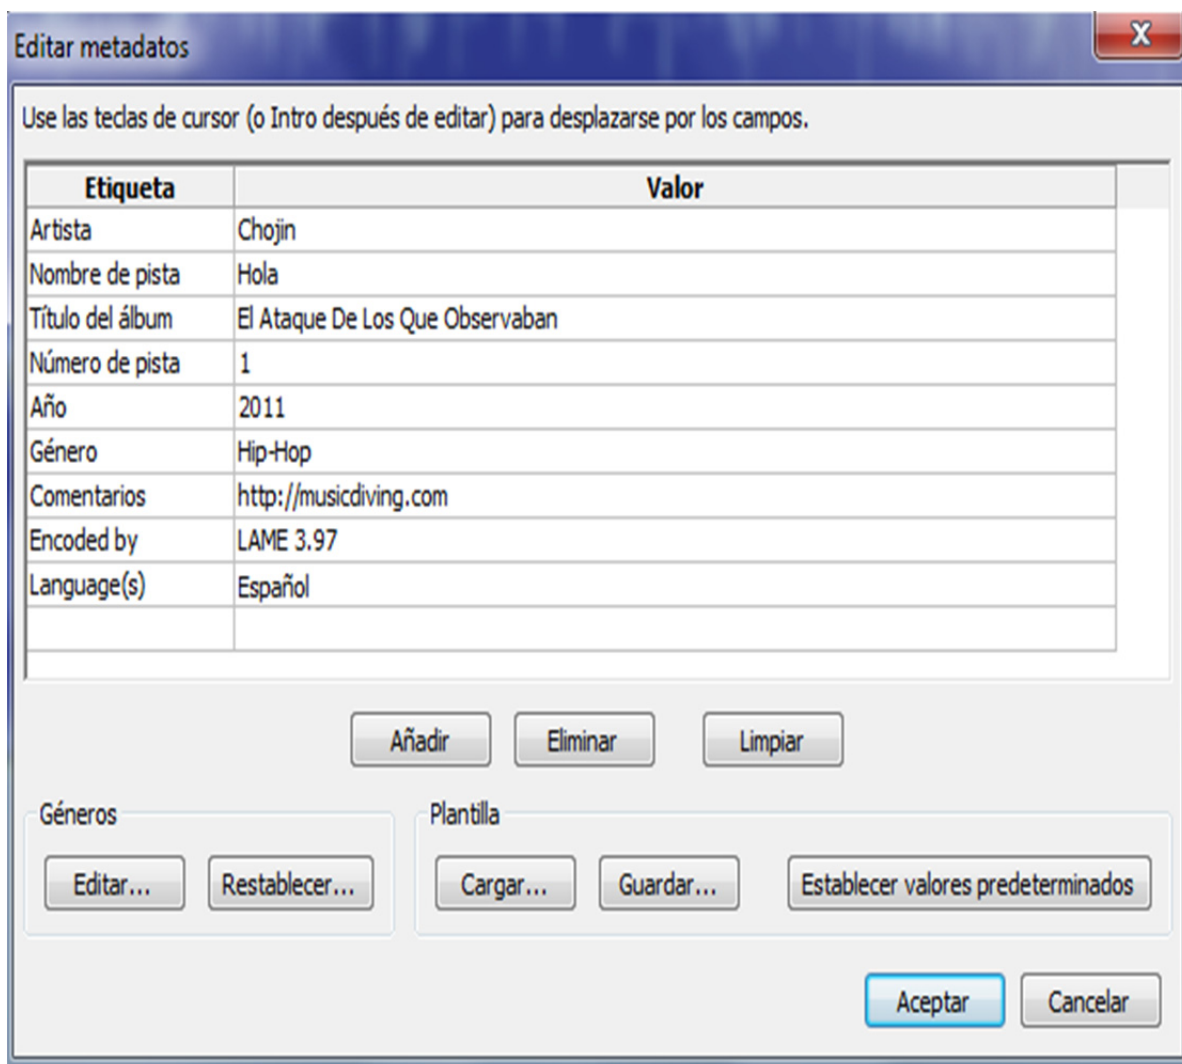 Editar metadatos
X
Use las teclas de cursor (o Intro después de editar) para desplazarse por los campos.
Etiqueta Valor
Artista Chojin
Nombre de pista Hola
Título del álbum El Ataque De Los Que Observaban
Número de pista 1
Año 2011
Género Hip-Hop
Comentarios http://musicdiving.com
Encoded by LAME 3.97
Language(s) Español
Añadir Eliminar Limpiar
Géneros Plantilla
Editar... Restablecer... Cargar... Guardar... Establecer valores predeterminados
Aceptar Cancelar